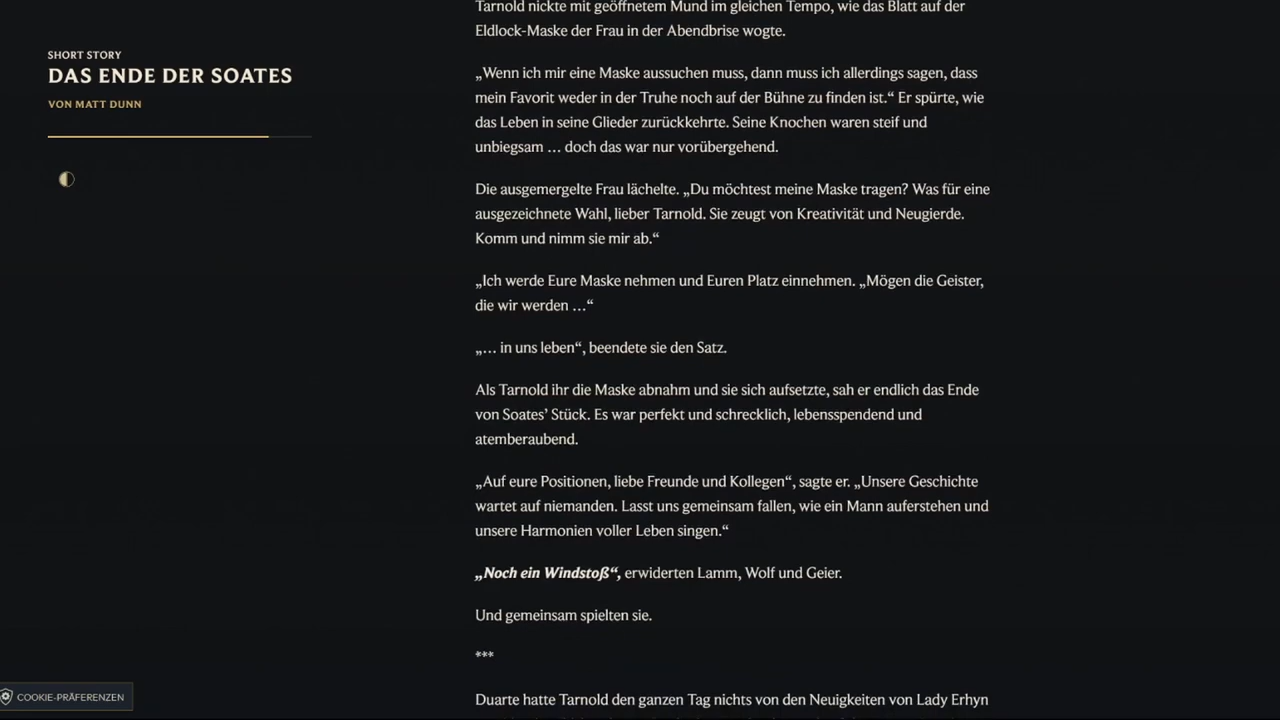 SHORT STORY
DAS ENDE DER SOATES
VON MATT DUNN
COOKIE-PRÄFERENZEN
Tarnold nickte mit geöffnetem Mund im gleichen Tempo, wie das Blatt auf der
Eldlock-Maske der Frau in der Abendbrise wogte.
„Wenn ich mir eine Maske aussuchen muss, dann muss ich allerdings sagen, dass
mein Favorit weder in der Truhe noch auf der Bühne zu finden ist.“ Er spürte, wie
das Leben in seine Glieder zurückkehrte. Seine Knochen waren steif und
unbiegsam … doch das war nur vorübergehend.
Die ausgemergelte Frau lächelte. „Du möchtest meine Maske tragen? Was für eine
ausgezeichnete Wahl, lieber Tarnold. Sie zeugt von Kreativität und Neugierde.
Komm und nimm sie mir ab.“
„Ich werde Eure Maske nehmen und Euren Platz einnehmen. „Mögen die Geister,
die wir werden …“
„… in uns leben“, beendete sie den Satz.
Als Tarnold ihr die Maske abnahm und sie sich aufsetzte, sah er endlich das Ende
von Soates’ Stück. Es war perfekt und schrecklich, lebensspendend und
atemberaubend.
„Auf eure Positionen, liebe Freunde und Kollegen“, sagte er. „Unsere Geschichte
wartet auf niemanden. Lasst uns gemeinsam fallen, wie ein Mann auferstehen und
unsere Harmonien voller Leben singen.“
„Noch ein Windstoß“, erwiderten Lamm, Wolf und Geier.
Und gemeinsam spielten sie.
***
Duarte hatte Tarnold den ganzen Tag nichts von den Neuigkeiten von Lady Erhyn